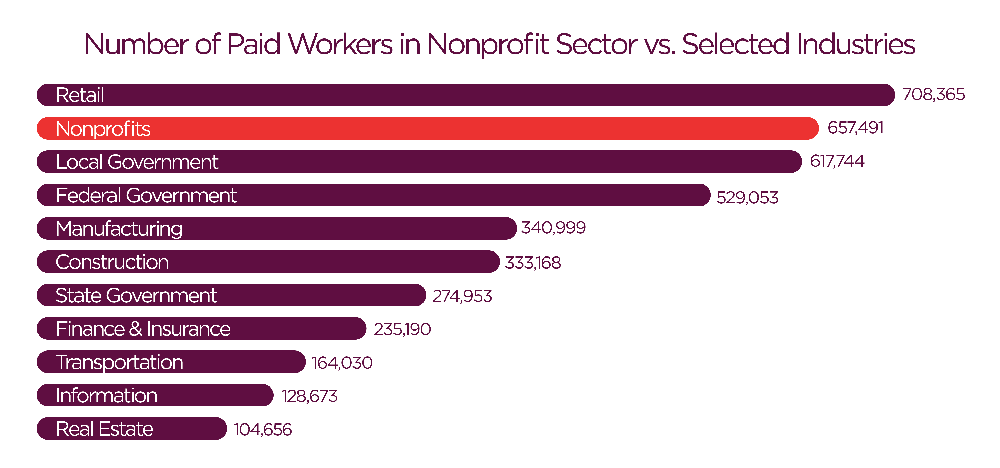 Number of Paid Workers in Nonprofit Sector vs. Selected Industries
Retail 708,365
Nonprofits 657,491
Local Government 617,744
Federal Government 529,053
Manufacturing 340,999
Construction 333,168
State Government 274,953
Finance & Insurance 235,190
Transportation 164,030
Information 128,673
Real Estate 104,656